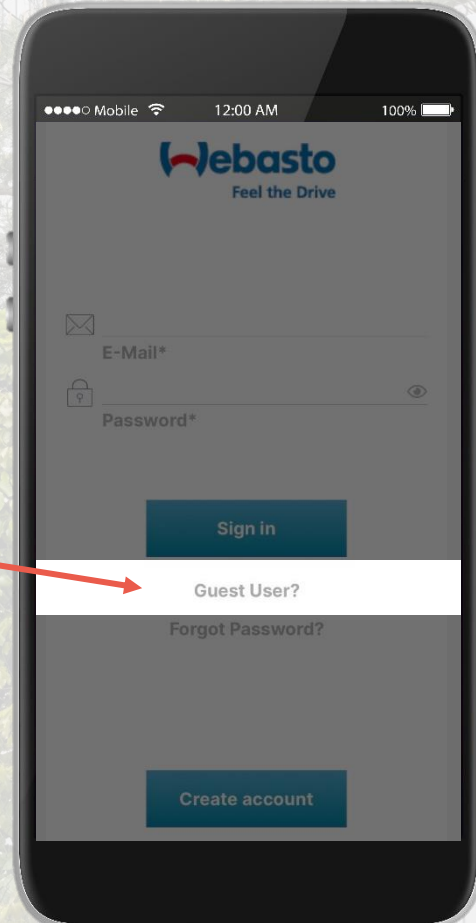 Mobile 12:00 AM 100%
Webasto
Feel the Drive
E-Mail*
Password*
Sign in
Guest User?
Forgot Password?
Create account